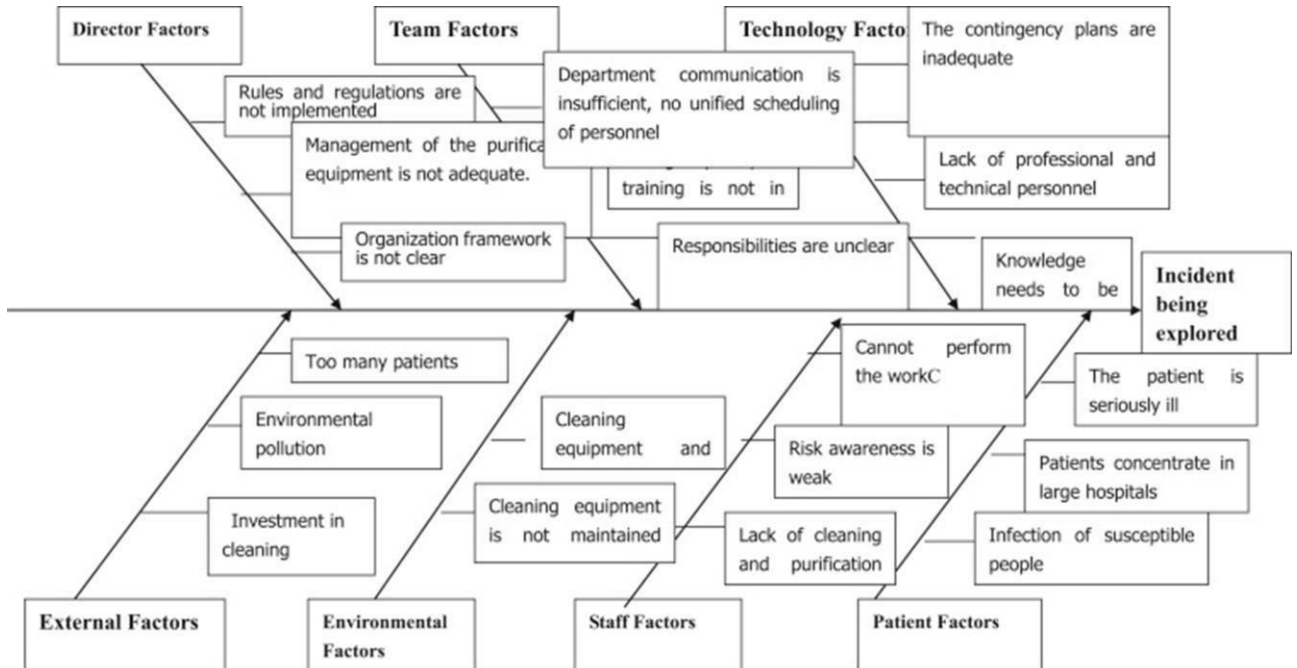 Director Factors
Team Factors
Technology
The contingency plans are
inadequate
Rules and regulations are
not implemented
Department communication is
insufficient, no unified scheduling
of personnel
Management of the
equipment is not adequate.
training is not in
Lack of professional and
technical personnel
Organization framework
is not clear
Responsibilities are unclear
Knowledge
needs to be
Incident
being
explored
Too many patients
Cannot perform
the workC
The patient is
seriously ill
Environmental
pollution
Cleaning
equipment and
Risk awareness is
weak
Patients concentrate in
large hospitals
Investment in
cleaning
Cleaning equipment
is not maintained
Lack of cleaning
and purification
Infection of susceptible
people
External Factors
Environmental
Factors
Staff Factors
Patient Factors